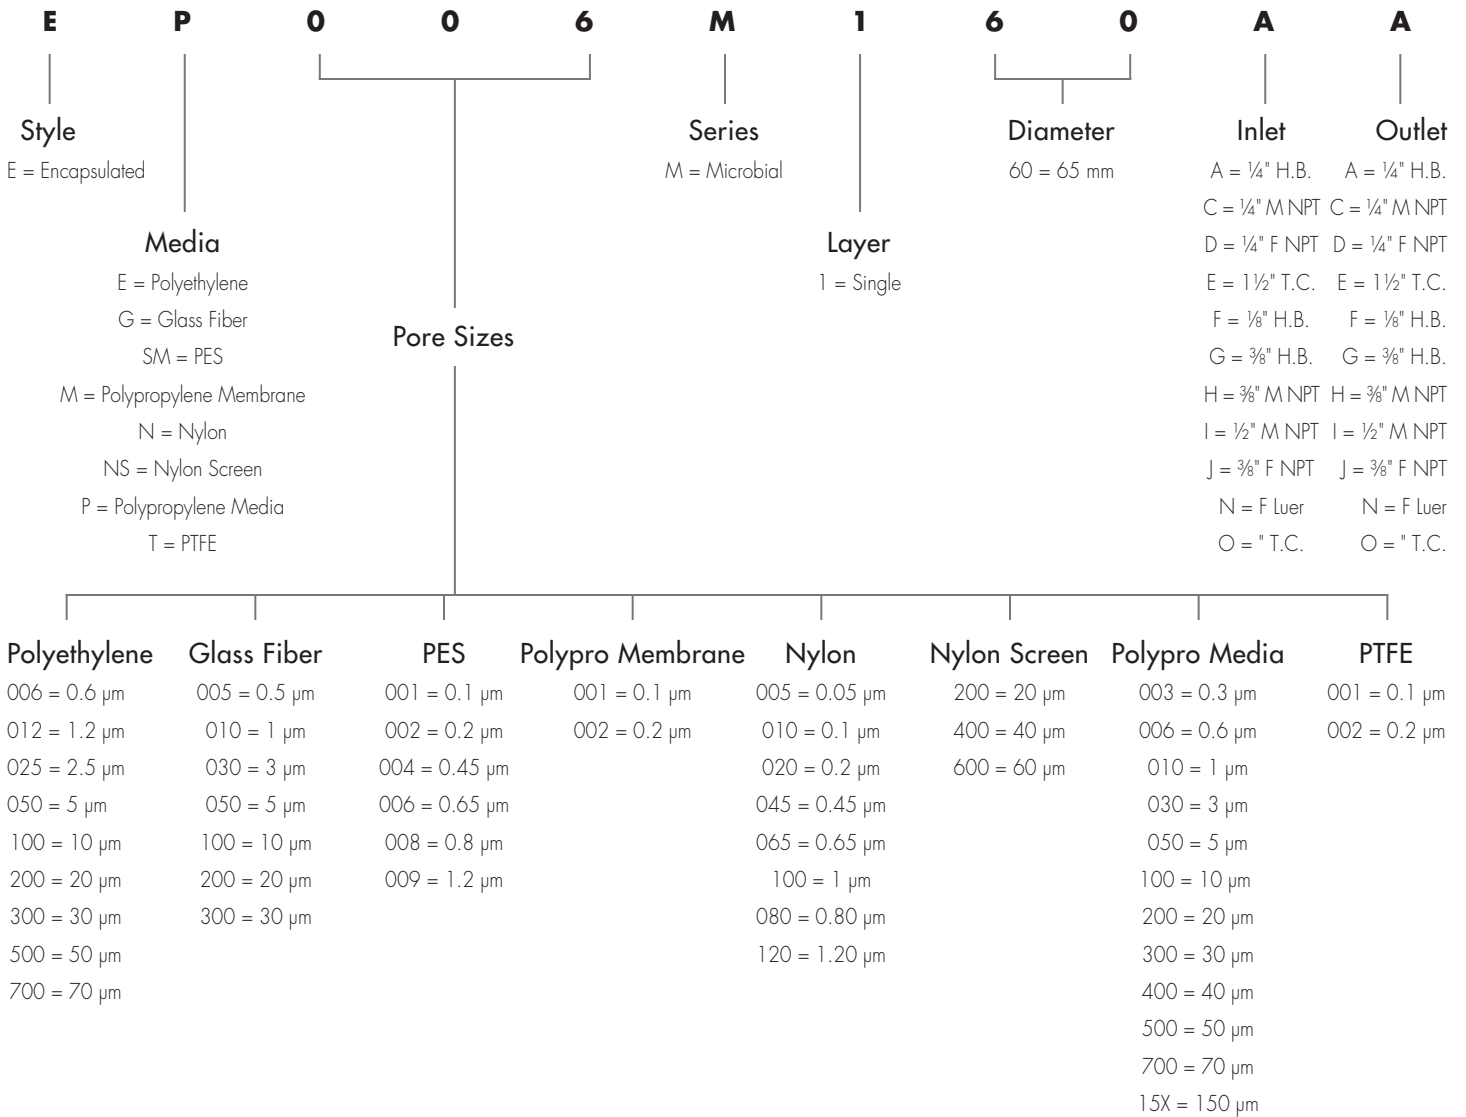 E P 0 0 6 M 1 6 0 A A
Style
E = Encapsulated
Media
E = Polyethylene
G = Glass Fiber
SM = PES
M = Polypropylene Membrane
N = Nylon
NS = Nylon Screen
P = Polypropylene Media
T = PTFE
Pore Sizes
Series
M = Microbial
Layer
1 = Single
Diameter
60 = 65 mm
Inlet
A = ¼" H.B.
C = ¼" M NPT
D = ¼" F NPT
E = 1½" T.C.
F = ⅛" H.B.
G = ⅜" H.B.
H = ⅜" M NPT
I = ½" M NPT
J = ⅜" F NPT
N = F Luer
O = " T.C.
Outlet
A = ¼" H.B.
C = ¼" M NPT
D = ¼" F NPT
E = 1½" T.C.
F = ⅛" H.B.
G = ⅜" H.B.
H = ⅜" M NPT
I = ½" M NPT
J = ⅜" F NPT
N = F Luer
O = " T.C.
Polyethylene
006 = 0.6 µm
012 = 1.2 µm
025 = 2.5 µm
050 = 5 µm
100 = 10 µm
200 = 20 µm
300 = 30 µm
500 = 50 µm
700 = 70 µm
Glass Fiber
005 = 0.5 µm
010 = 1 µm
030 = 3 µm
050 = 5 µm
100 = 10 µm
200 = 20 µm
300 = 30 µm
PES
001 = 0.1 µm
002 = 0.2 µm
004 = 0.45 µm
006 = 0.65 µm
008 = 0.8 µm
009 = 1.2 µm
Polypro Membrane
001 = 0.1 µm
002 = 0.2 µm
Nylon
005 = 0.05 µm
010 = 0.1 µm
020 = 0.2 µm
045 = 0.45 µm
065 = 0.65 µm
100 = 1 µm
080 = 0.80 µm
120 = 1.20 µm
Nylon Screen
200 = 20 µm
400 = 40 µm
600 = 60 µm
Polypro Media
003 = 0.3 µm
006 = 0.6 µm
010 = 1 µm
030 = 3 µm
050 = 5 µm
100 = 10 µm
200 = 20 µm
300 = 30 µm
400 = 40 µm
500 = 50 µm
700 = 70 µm
15X = 150 µm
PTFE
001 = 0.1 µm
002 = 0.2 µm